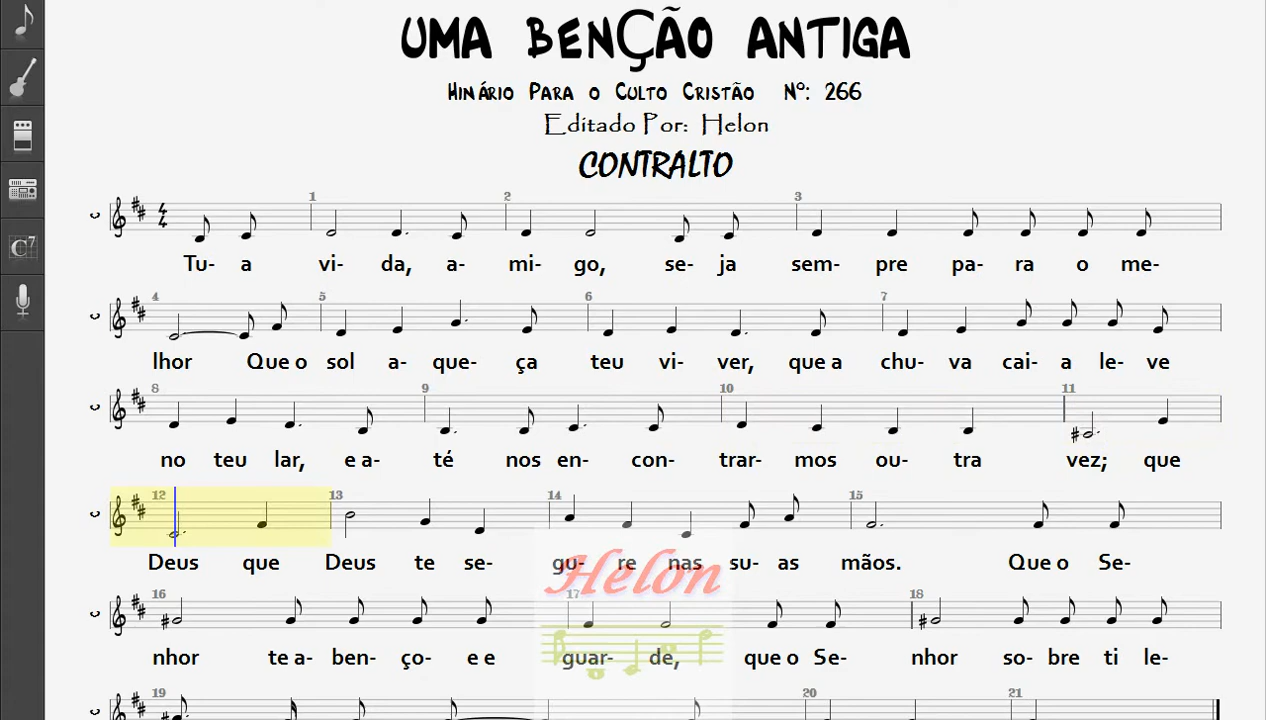 UMA BENÇÃO ANTIGA
Hinário Para o Culto Cristão Nº: 266
Editado Por: Helon
CONTRALTO
C7
1 2 3
4 4
Tu- a vi- da, a- mi- go, se- ja sem- pre pa- ra o me-
4 5 6 7
lhor Que o sol a- que- ça teu vi- ver, que a chu- va cai- a le- ve
8 9 10 11
no teu lar, e a- té nos en- con- trar- mos ou- tra vez; que
12 13 14 15
Deus que Deus te se- gu- re nas su- as mãos. Que o Se-
Helon
16 17 18
nhor te a- ben- ço- e e guar- de, que o Se- nhor so- bre ti le-
19 20 21